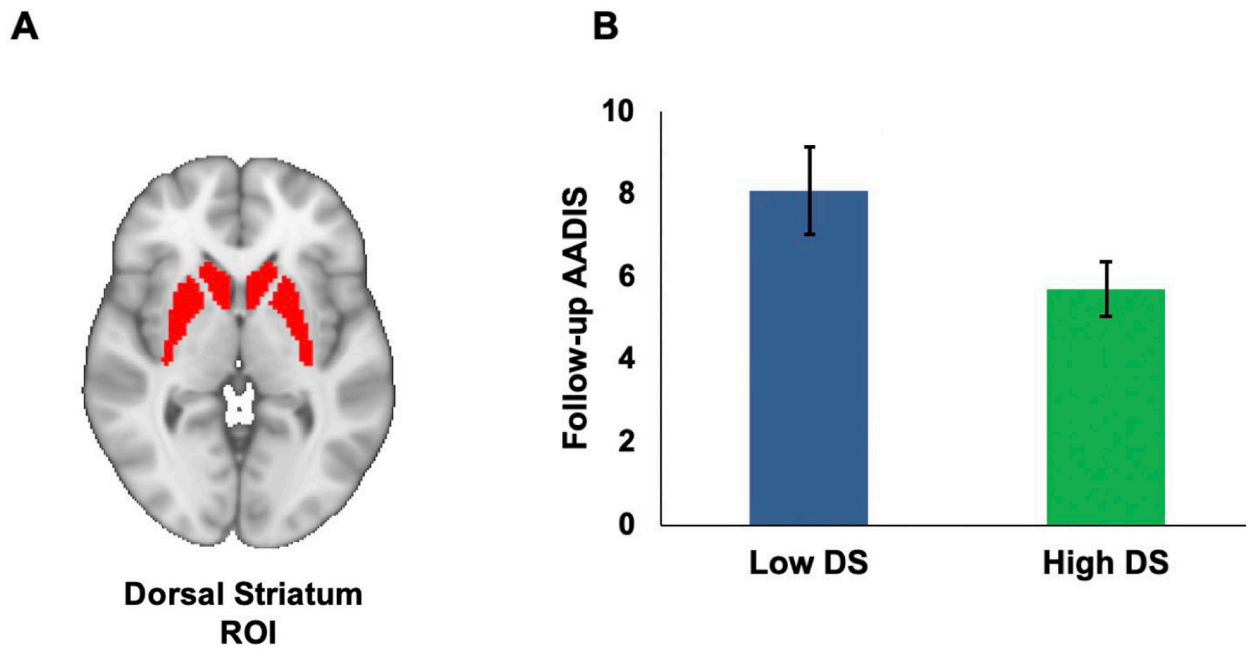 A
Dorsal Striatum
ROI
B
Follow-up AADIS
10
8
6
4
2
0
Low DS
High DS